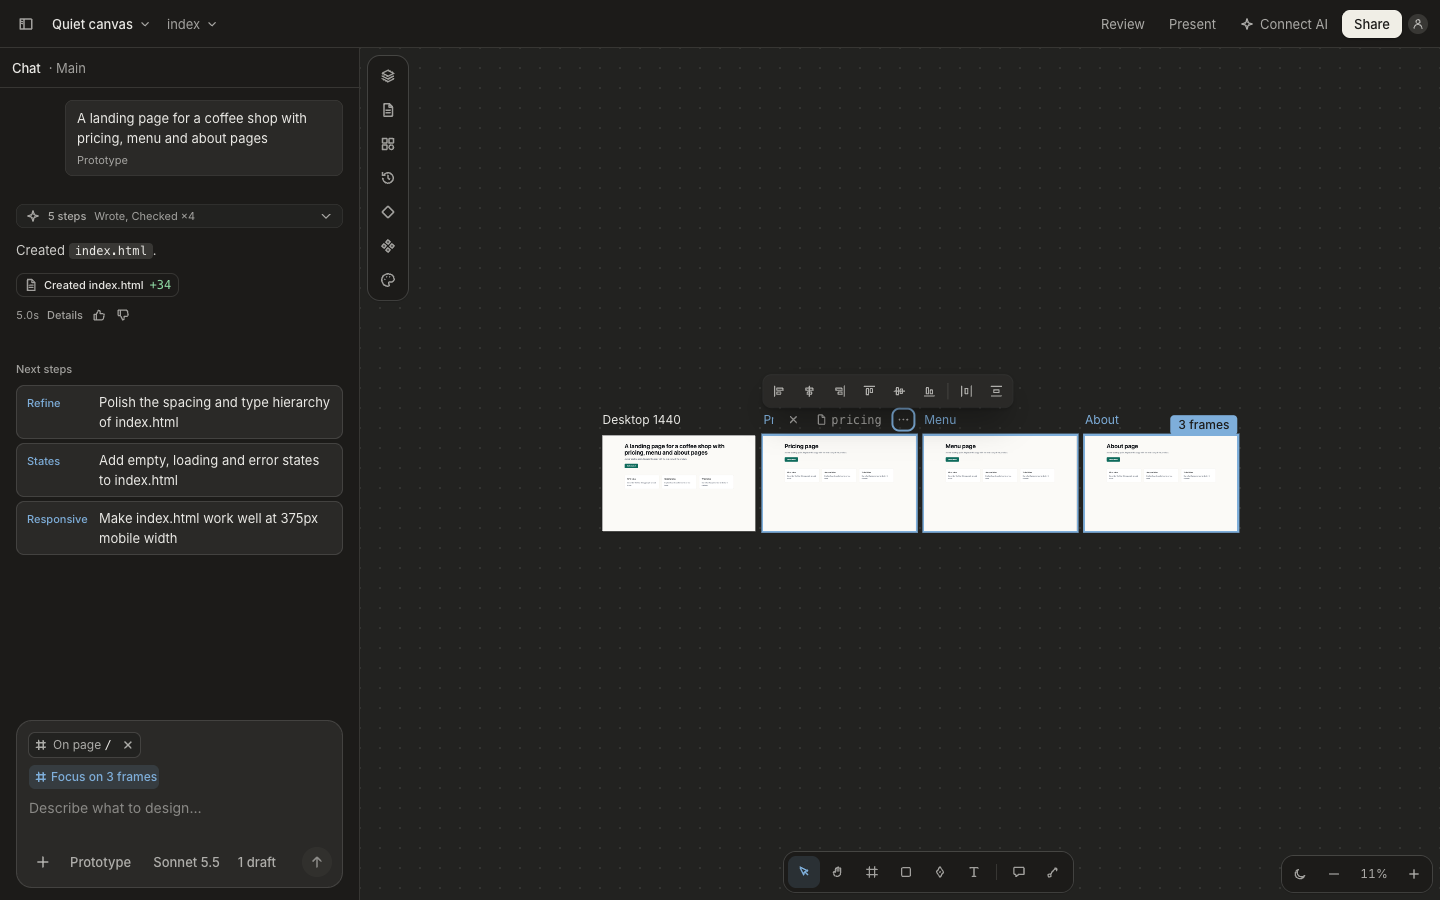 Quiet canvas
index
Review
Present
Connect AI
Share
Chat · Main
A landing page for a coffee shop with
pricing, menu and about pages
Prototype
5 steps Wrote, Checked ×4
Created index.html.
Created index.html +34
5.0s Details
Next steps
Refine
Polish the spacing and type hierarchy
of index.html
States
Add empty, loading and error states
to index.html
Responsive
Make index.html work well at 375px
mobile width
On page /
Focus on 3 frames
Describe what to design...
Prototype
Sonnet 5.5
1 draft
Desktop 1440
pricing
Menu
About
3 frames
A landing page for a coffee shop with
pricing, menu and about pages
Pricing page
Menu page
About page
11%